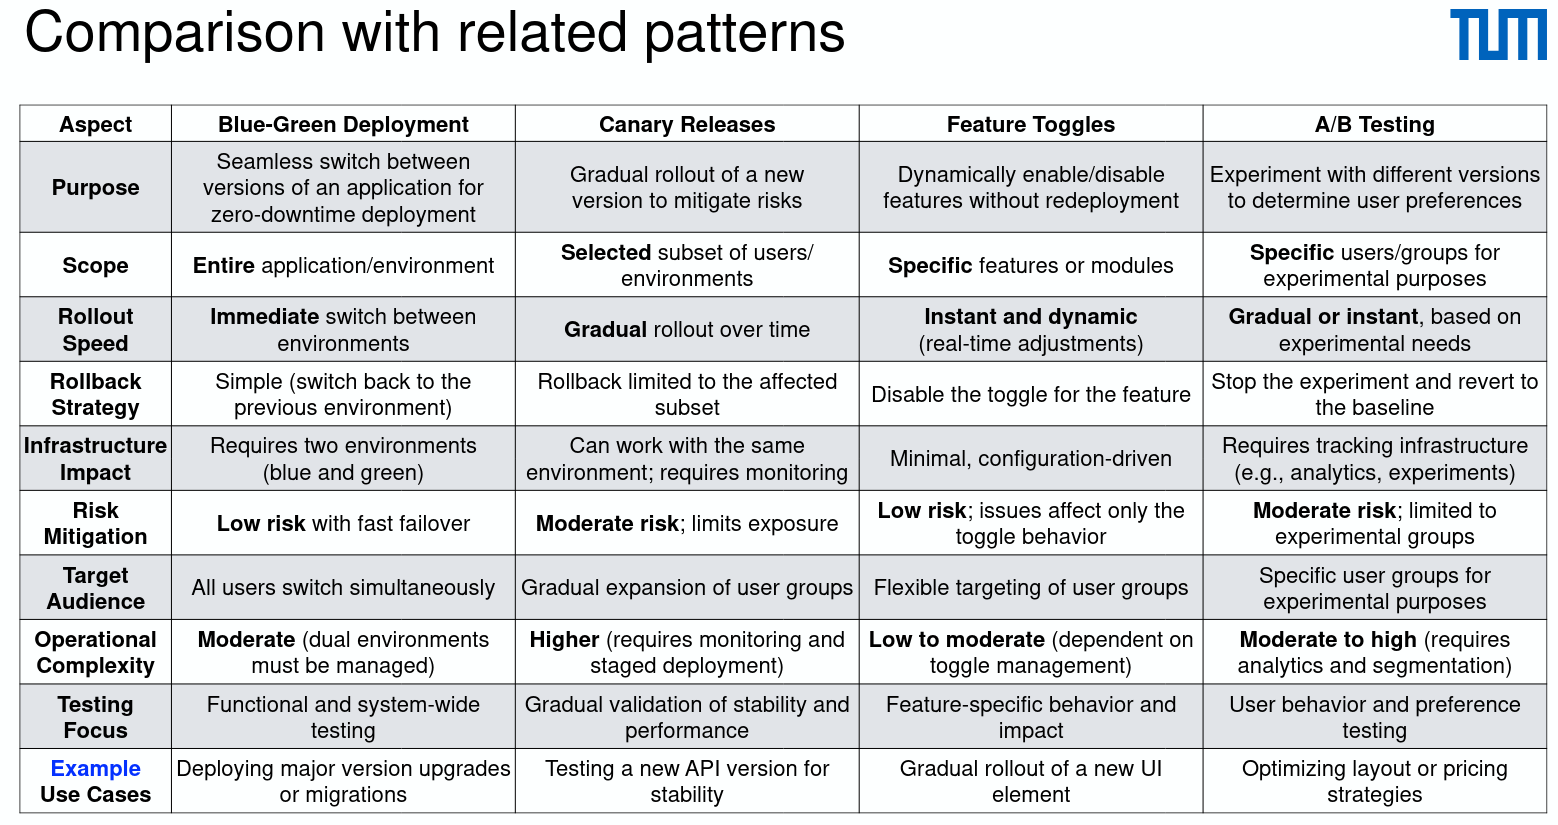 Comparison with related patterns
TUM
Aspect
Blue-Green Deployment
Canary Releases
Feature Toggles
A/B Testing
Purpose
Seamless switch between
versions of an application for
zero-downtime deployment
Gradual rollout of a new
version to mitigate risks
Dynamically enable/disable
features without redeployment
Experiment with different versions
to determine user preferences
Scope
Entire application/environment
Selected subset of users/
environments
Specific features or modules
Specific users/groups for
experimental purposes
Rollout
Speed
Immediate switch between
environments
Gradual rollout over time
Instant and dynamic
(real-time adjustments)
Gradual or instant, based on
experimental needs
Rollback
Strategy
Simple (switch back to the
previous environment)
Rollback limited to the affected
subset
Disable the toggle for the feature
Stop the experiment and revert to
the baseline
Infrastructure
Impact
Requires two environments
(blue and green)
Can work with the same
environment; requires monitoring
Minimal, configuration-driven
Requires tracking infrastructure
(e.g., analytics, experiments)
Risk
Mitigation
Low risk with fast failover
Moderate risk; limits exposure
Low risk; issues affect only the
toggle behavior
Moderate risk; limited to
experimental groups
Target
Audience
All users switch simultaneously
Gradual expansion of user groups
Flexible targeting of user groups
Specific user groups for
experimental purposes
Operational
Complexity
Moderate (dual environments
must be managed)
Higher (requires monitoring and
staged deployment)
Low to moderate (dependent on
toggle management)
Moderate to high (requires
analytics and segmentation)
Testing
Focus
Functional and system-wide
testing
Gradual validation of stability and
performance
Feature-specific behavior and
impact
User behavior and preference
testing
Example
Use Cases
Deploying major version upgrades
or migrations
Testing a new API version for
stability
Gradual rollout of a new UI
element
Optimizing layout or pricing
strategies